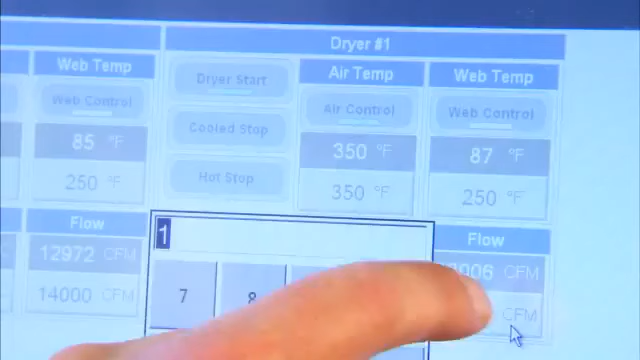 Dryer #1
Web Temp
Web Control
85 °F
250 °F
Flow
12972 CFM
14000 CFM
Dryer Start
Cooled Stop
Hot Stop
Air Temp
Air Control
350 °F
350 °F
Web Temp
Web Control
87 °F
250 °F
Flow
CFM
CFM
1
7 8